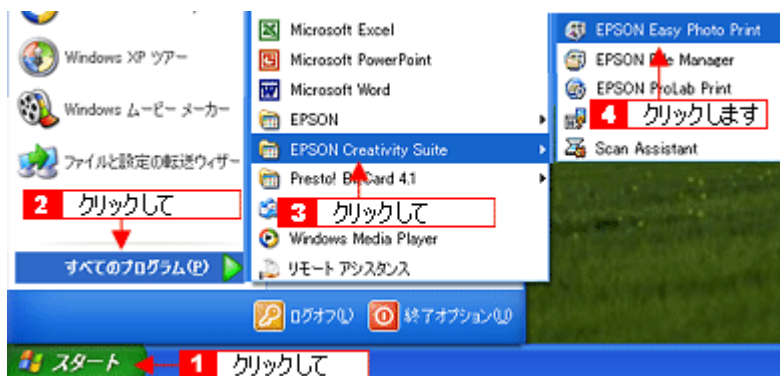 Windows XP ツアー
Windows ムービー メーカー
ファイルと設定の転送ウィザー
2 クリックして
すべてのプログラム(P)
Microsoft Excel
Microsoft PowerPoint
Microsoft Word
EPSON
EPSON Creativity Suite
Presto! Card 4.1
3 クリックして
Windows Media Player
リモート アシスタンス
EPSON Easy Photo Print
EPSON Manager
EPSON ProLab Print
4 クリックします
Scan Assistant
ログオフ(L)
終了オプション(U)
スタート
1 クリックして